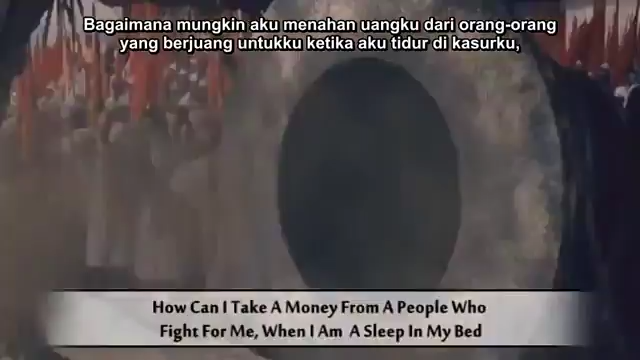 Bagaimana mungkin aku menahan uangku dari orang-orang
yang berjuang untukku ketika aku tidur di kasurku,
How Can I Take A Money From A People Who
Fight For Me, When I Am A Sleep In My Bed